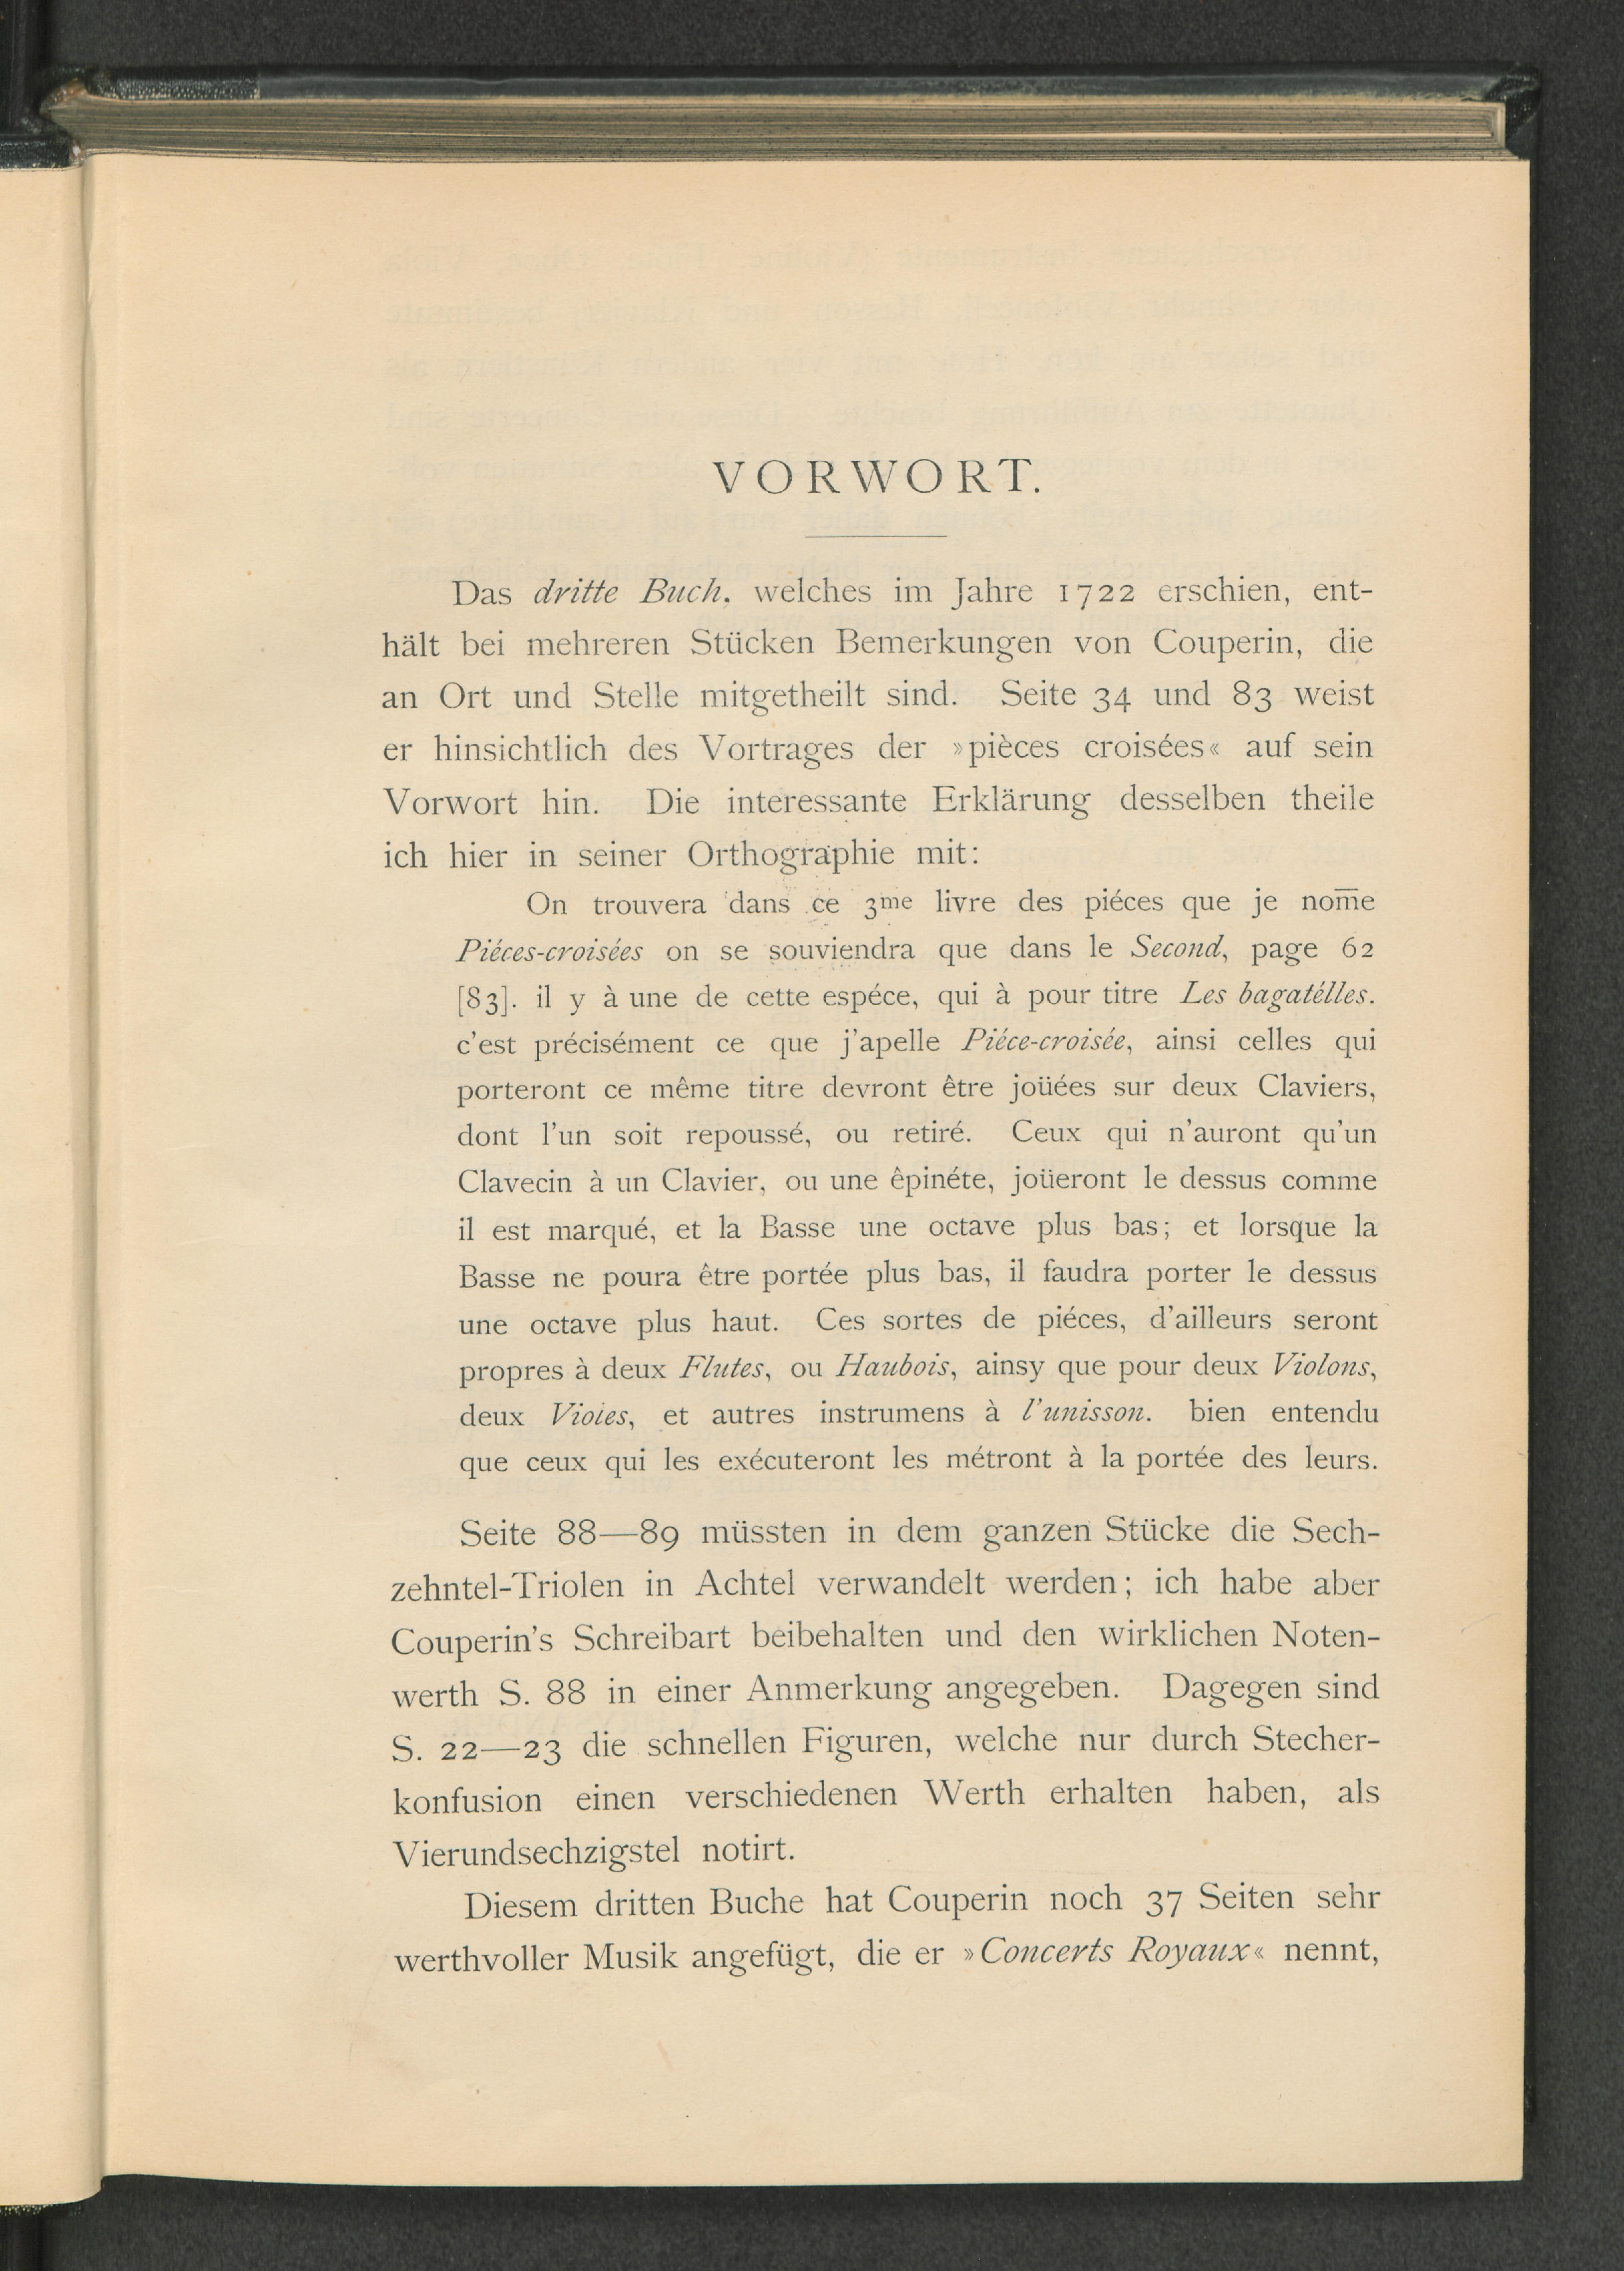 VORWORT.
Das dritte Buch, welches im Jahre 1722 erschien, ent-
hält bei mehreren Stücken Bemerkungen von Couperin, die
an Ort und Stelle mitgetheilt sind. Seite 34 und 83 weist
er hinsichtlich des Vortrages der »pièces croisées« auf sein
Vorwort hin. Die interessante Erklärung desselben theile
ich hier in seiner Orthographie mit:
On trouvera dans ce 3me livre des piéces que je nom̅e
Piéces-croisées on se souviendra que dans le Second, page 62
[83]. il y à une de cette espéce, qui à pour titre Les bagatélles.
c'est précisément ce que j'apelle Piéce-croisée, ainsi celles qui
porteront ce même titre devront être joüées sur deux Claviers,
dont l'un soit repoussé, ou retiré. Ceux qui n'auront qu'un
Clavecin à un Clavier, ou une êpinéte, joüeront le dessus comme
il est marqué, et la Basse une octave plus bas; et lorsque la
Basse ne poura être portée plus bas, il faudra porter le dessus
une octave plus haut. Ces sortes de piéces, d'ailleurs seront
propres à deux Flutes, ou Haubois, ainsy que pour deux Violons,
deux Violes, et autres instrumens à l'unisson. bien entendu
que ceux qui les exécuteront les métront à la portée des leurs.
Seite 88—89 müssten in dem ganzen Stücke die Sech-
zehntel-Triolen in Achtel verwandelt werden; ich habe aber
Couperin's Schreibart beibehalten und den wirklichen Noten-
werth S. 88 in einer Anmerkung angegeben. Dagegen sind
S. 22—23 die schnellen Figuren, welche nur durch Stecher-
konfusion einen verschiedenen Werth erhalten haben, als
Vierundsechzigstel notirt.
Diesem dritten Buche hat Couperin noch 37 Seiten sehr
werthvoller Musik angefügt, die er »Concerts Royaux« nennt,